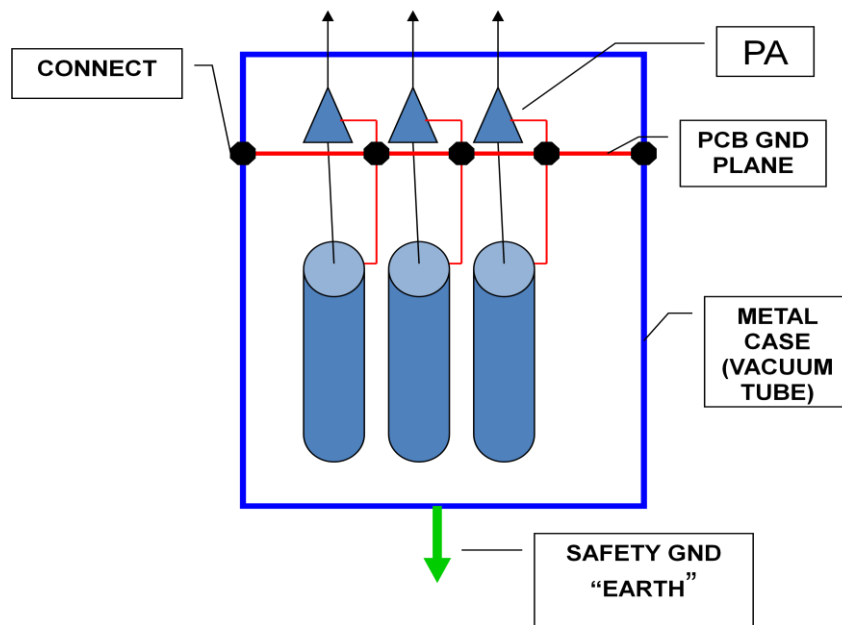 CONNECT
PA
PCB GND
PLANE
METAL
CASE
(VACUUM
TUBE)
SAFETY GND
“EARTH”